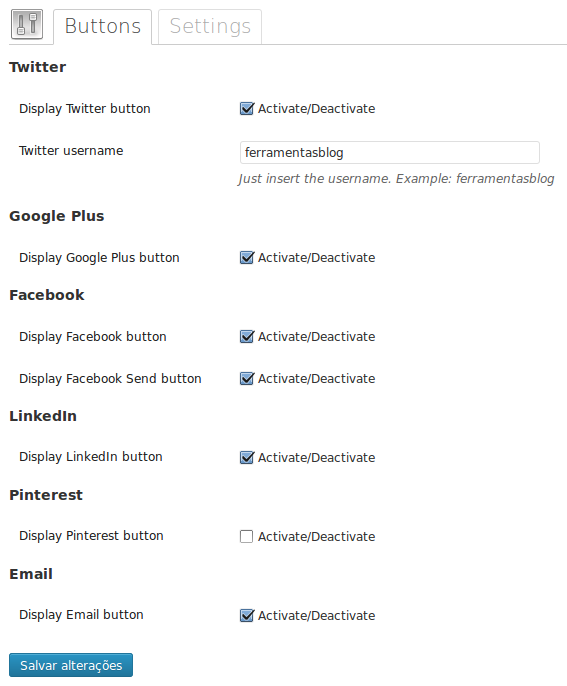 Buttons Settings
Twitter
Display Twitter button Activate/Deactivate
Twitter username ferramentasblog
Just insert the username. Example: ferramentasblog
Google Plus
Display Google Plus button Activate/Deactivate
Facebook
Display Facebook button Activate/Deactivate
Display Facebook Send button Activate/Deactivate
LinkedIn
Display LinkedIn button Activate/Deactivate
Pinterest
Display Pinterest button Activate/Deactivate
Email
Display Email button Activate/Deactivate
Salvar alterações